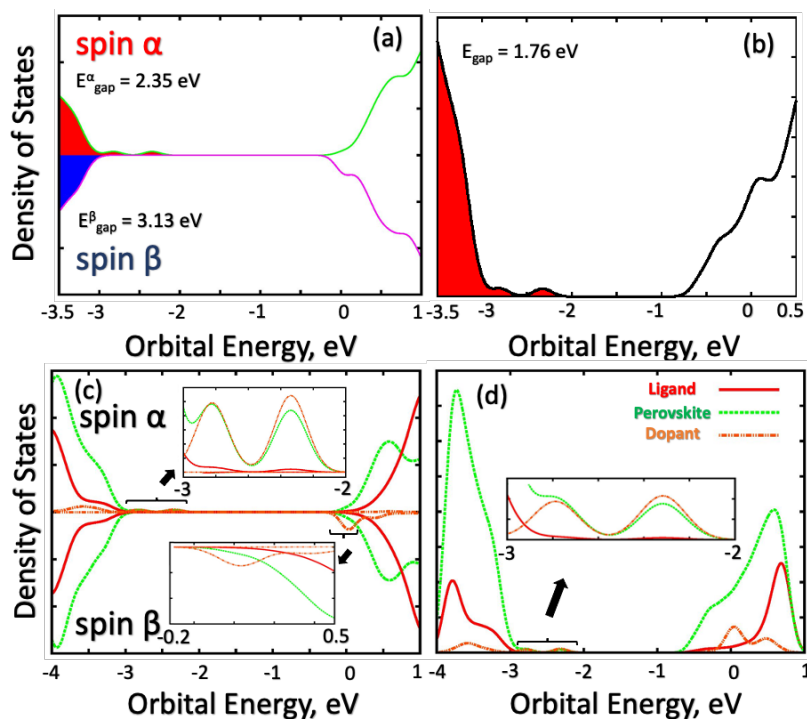 spin α
(a)
E^α_gap = 2.35 eV
E^β_gap = 3.13 eV
spin β
Density of States
-3.5 -3 -2 -1 0 1
Orbital Energy, eV
(b)
E_gap = 1.76 eV
-3.5 -3 -2 -1 0 0.5
Orbital Energy, eV
(c)
spin α
-3 -2
-0.2 0.5
spin β
Density of States
-4 -3 -2 -1 0 1
Orbital Energy, eV
(d)
Ligand
Perovskite
Dopant
-3 -2
-4 -3 -2 -1 0 1
Orbital Energy, eV